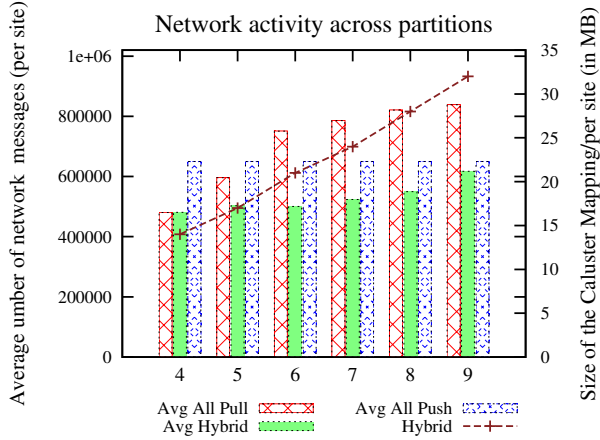 Network activity across partitions
Average umber of network messages (per site)
1e+06
800000
600000
400000
200000
0
35
30
25
20
15
10
5
0
Size of the Caluster Mapping/per site (in MB)
4 5 6 7 8 9
Avg All Pull Avg All Push
Avg Hybrid Hybrid